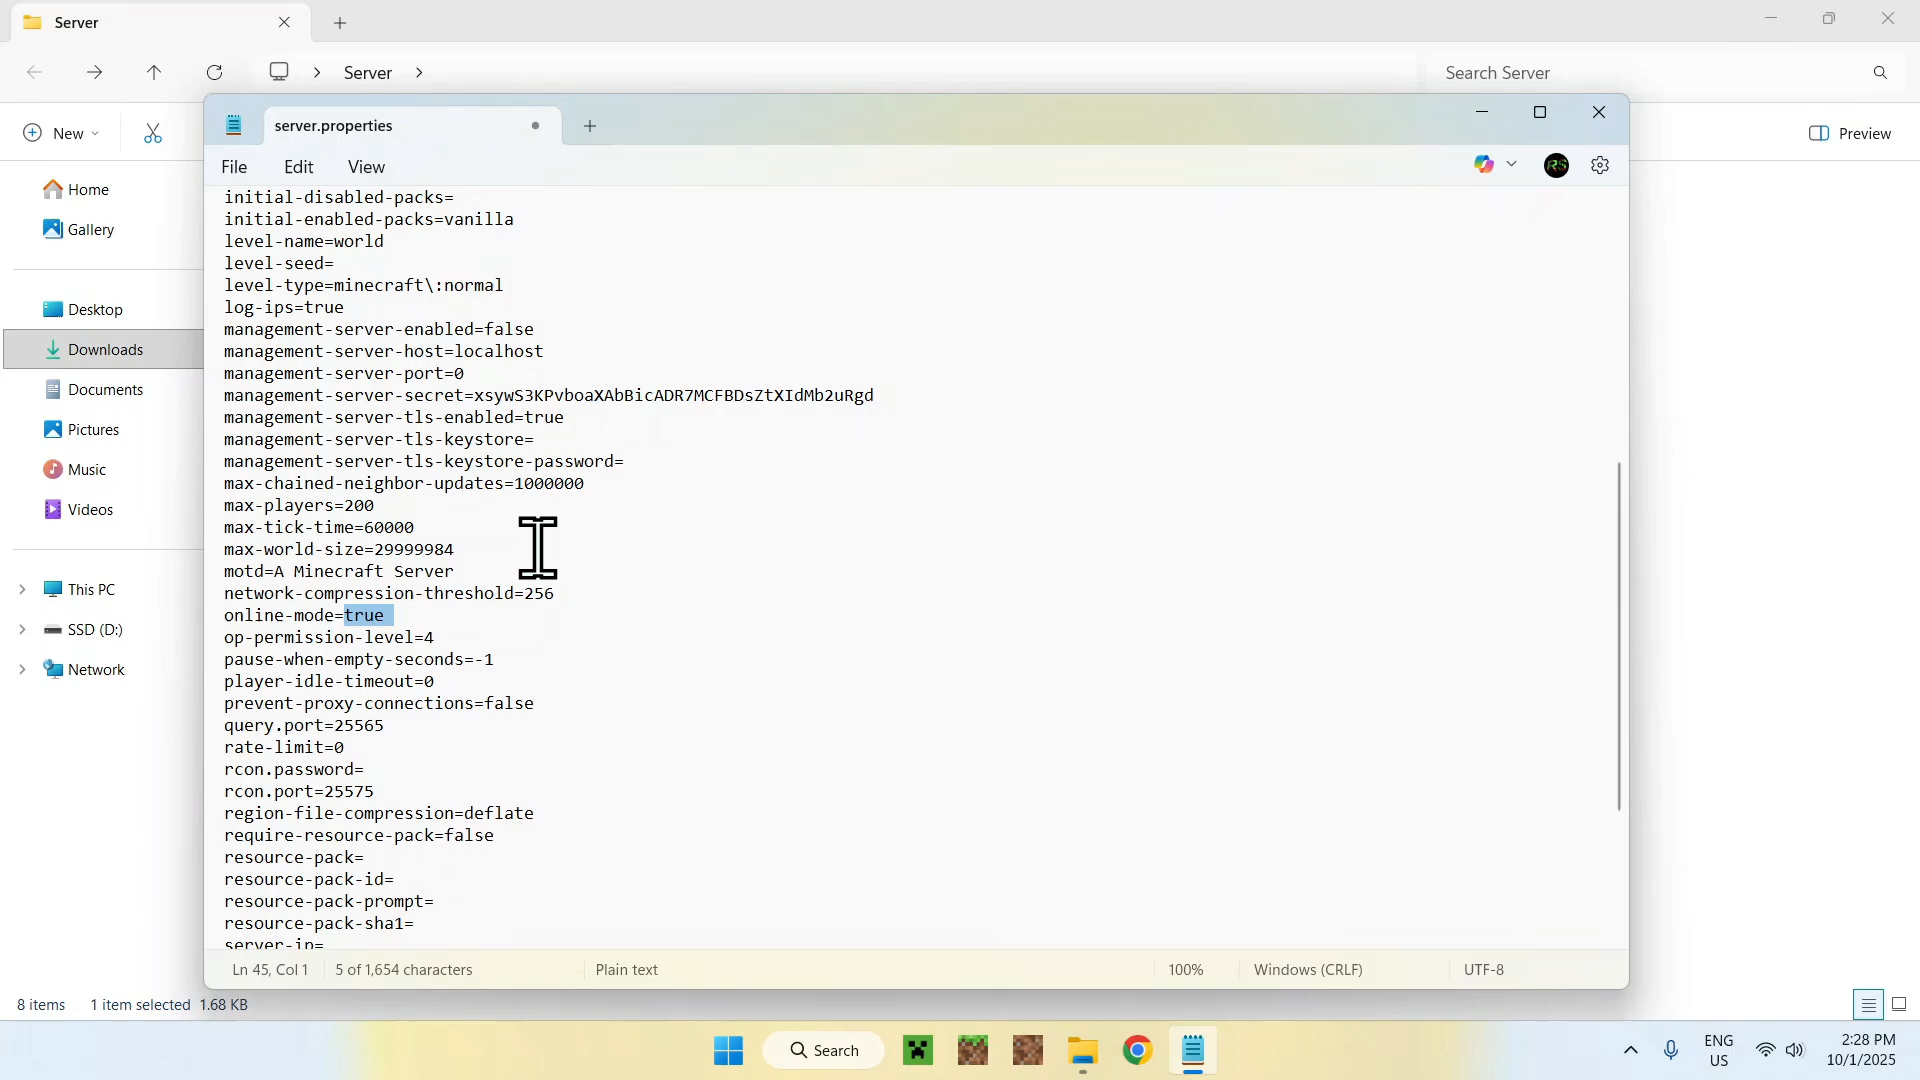 Server
Server
Search Server
New
Preview
server.properties
File Edit View
RS
Home
Gallery
Desktop
Downloads
Documents
Pictures
Music
Videos
This PC
SSD (D:)
Network
initial-disabled-packs=
initial-enabled-packs=vanilla
level-name=world
level-seed=
level-type=minecraft\:normal
log-ips=true
management-server-enabled=false
management-server-host=localhost
management-server-port=0
management-server-secret=xsywS3KPvboaXAbBicADR7MCFBDsZtXIdMb2uRgd
management-server-tls-enabled=true
management-server-tls-keystore=
management-server-tls-keystore-password=
max-chained-neighbor-updates=1000000
max-players=200
max-tick-time=60000
max-world-size=29999984
motd=A Minecraft Server
network-compression-threshold=256
online-mode=true
op-permission-level=4
pause-when-empty-seconds=-1
player-idle-timeout=0
prevent-proxy-connections=false
query.port=25565
rate-limit=0
rcon.password=
rcon.port=25575
region-file-compression=deflate
require-resource-pack=false
resource-pack=
resource-pack-id=
resource-pack-prompt=
resource-pack-sha1=
server-ip=
Ln 45, Col 1 5 of 1,654 characters Plain text 100% Windows (CRLF) UTF-8
8 items 1 item selected 1.68 KB
Search
ENG
US
2:28 PM
10/1/2025